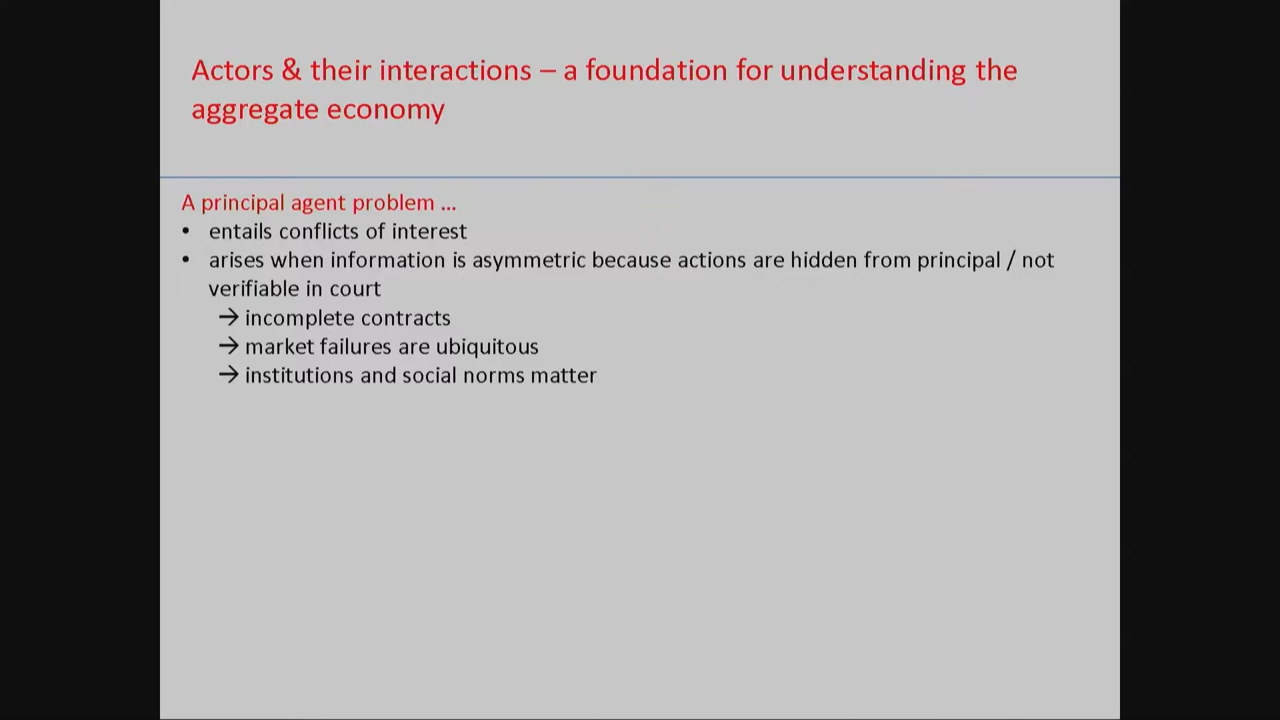 Actors & their interactions – a foundation for understanding the
aggregate economy
A principal agent problem ...
• entails conflicts of interest
• arises when information is asymmetric because actions are hidden from principal / not
verifiable in court
→ incomplete contracts
→ market failures are ubiquitous
→ institutions and social norms matter